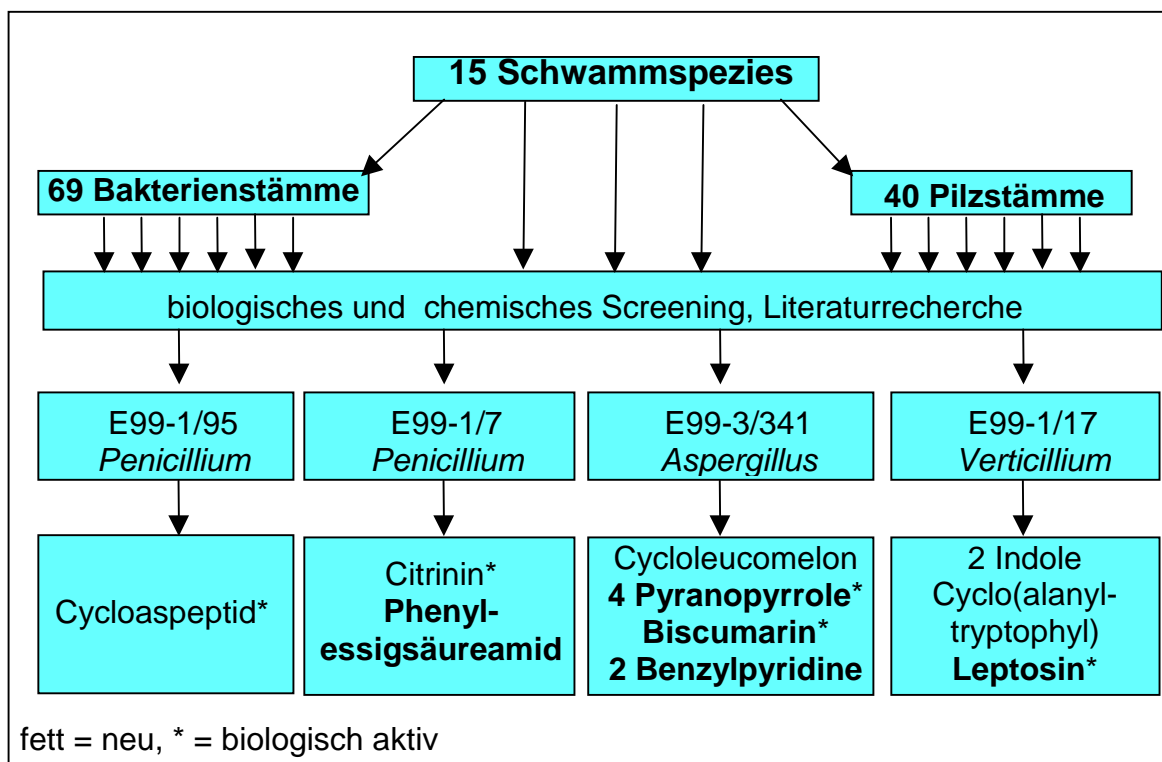 15 Schwammspezies
69 Bakterienstämme
40 Pilzstämme
biologisches und chemisches Screening, Literaturrecherche
E99-1/95
Penicillium
E99-1/7
Penicillium
E99-3/341
Aspergillus
E99-1/17
Verticillium
Cycloaspeptid*
Citrinin*
Phenyl-
essigsäureamid
Cycloleucomelon
4 Pyranopyrrole*
Biscumarin*
2 Benzylpyridine
2 Indole
Cyclo(alanyl-
tryptophyl)
Leptosin*
fett = neu, * = biologisch aktiv